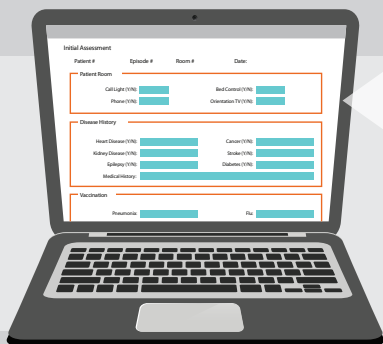 Initial Assessment
Patient # Episode # Room # Date:
Patient Room
Call Light (Y/N): Bed Control (Y/N):
Phone (Y/N): Orientation TV (Y/N):
Disease History
Heart Disease (Y/N): Cancer (Y/N):
Kidney Disease (Y/N): Stroke (Y/N):
Epilepsy (Y/N): Diabetes (Y/N):
Medical History:
Vaccination
Pneumonia: Flu: